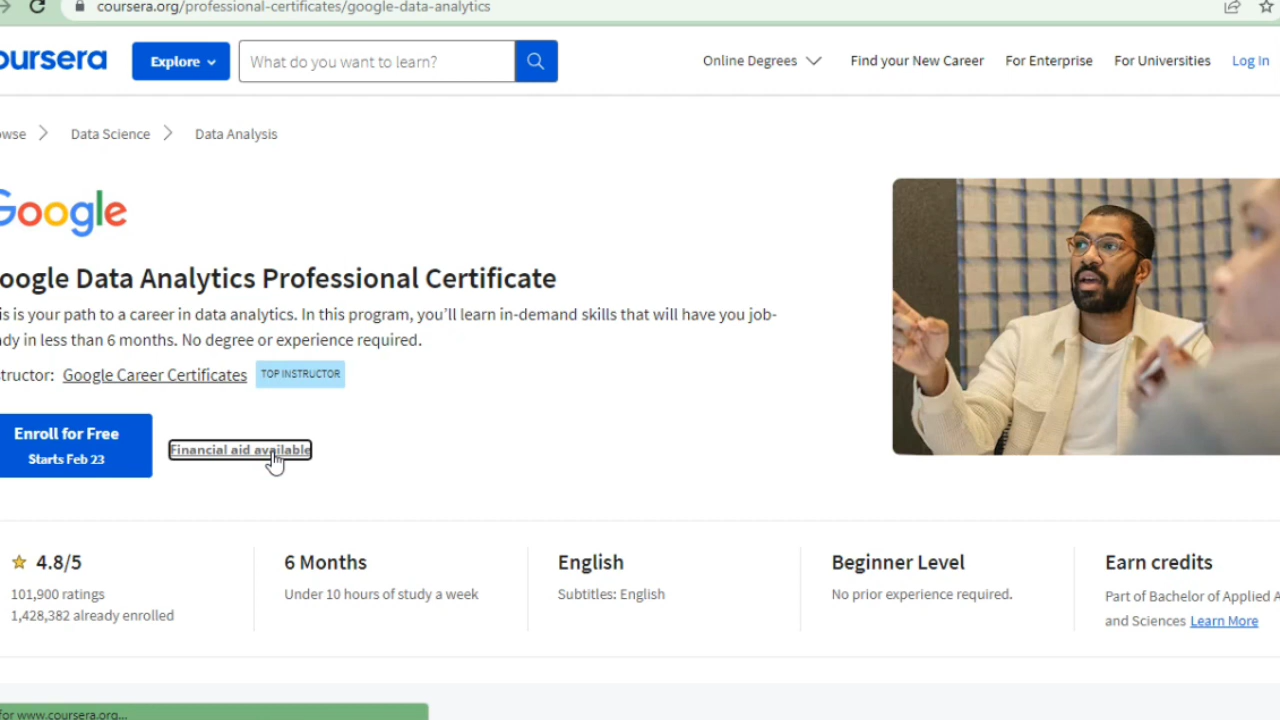 coursera.org/professional-certificates/google-data-analytics
oursera
Explore
What do you want to learn?
Online Degrees
Find your New Career
For Enterprise
For Universities
Log In
owse
Data Science
Data Analysis
Google
oogle Data Analytics Professional Certificate
is is your path to a career in data analytics. In this program, you'll learn in-demand skills that will have you job-
dy in less than 6 months. No degree or experience required.
tructor: Google Career Certificates TOP INSTRUCTOR
Enroll for Free
Starts Feb 23
Financial aid available
4.8/5
101,900 ratings
1,428,382 already enrolled
6 Months
Under 10 hours of study a week
English
Subtitles: English
Beginner Level
No prior experience required.
Earn credits
Part of Bachelor of Applied A
and Sciences Learn More
for www.coursera.org...